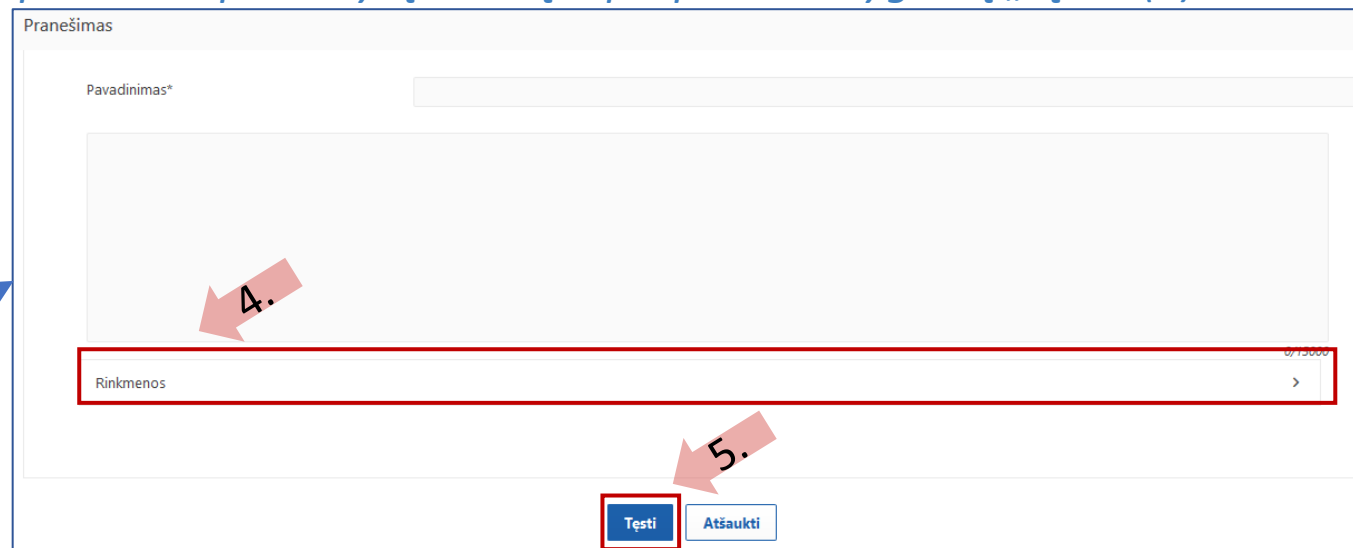 Pranešimas
Pavadinimas*
4.
0/15000
Rinkmenos
5.
Tęsti Atšaukti